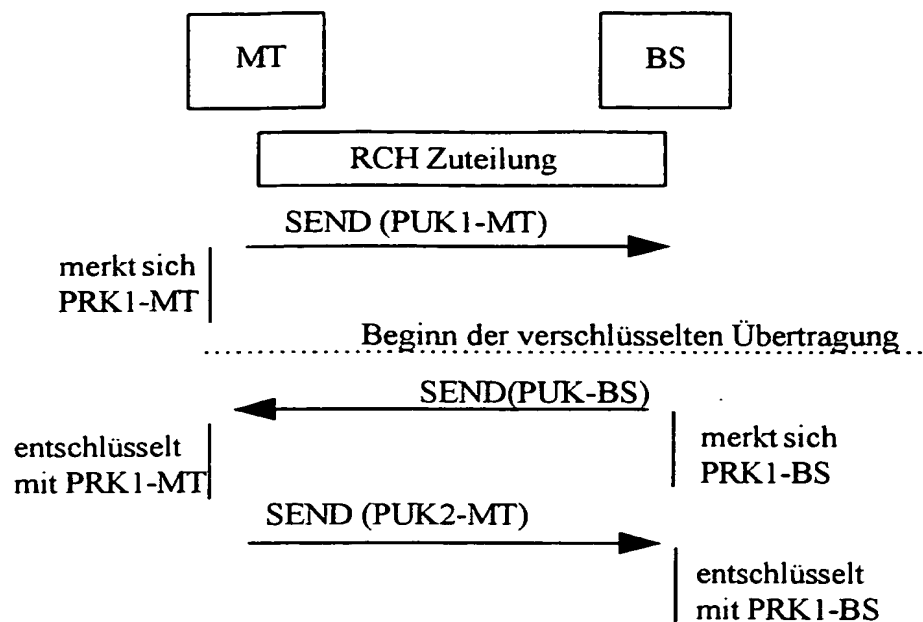 MT
BS
RCH Zuteilung
SEND (PUK1-MT)
merkt sich
PRK1-MT
Beginn der verschlüsselten Übertragung
SEND(PUK-BS)
entschlüsselt
mit PRK1-MT
merkt sich
PRK1-BS
SEND (PUK2-MT)
entschlüsselt
mit PRK1-BS